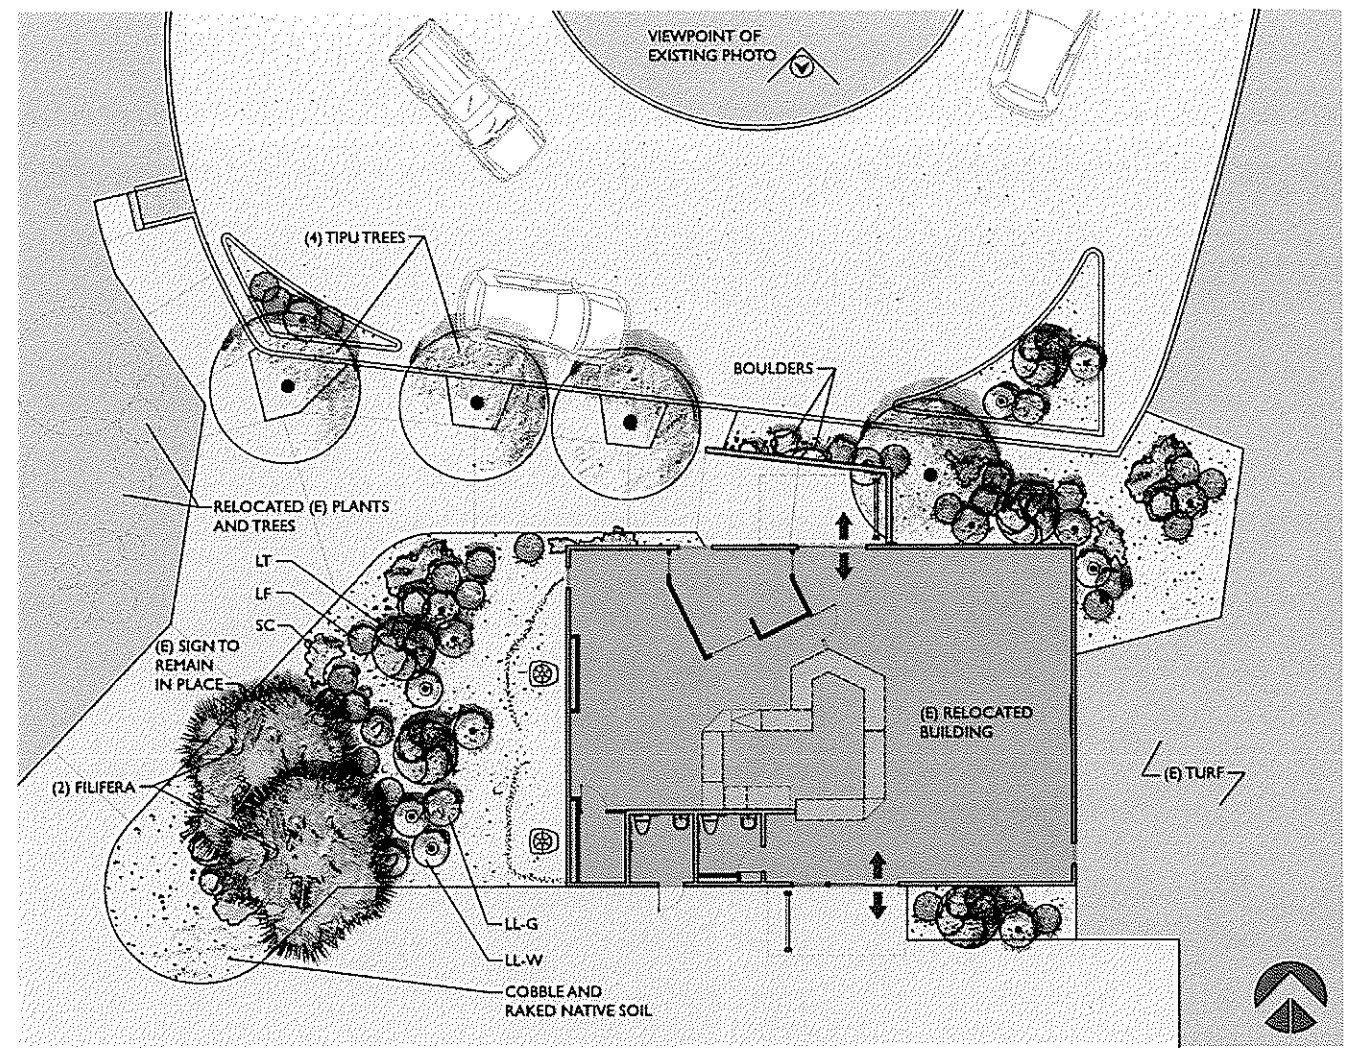 VIEWPOINT OF
EXISTING PHOTO
(4) TIPU TREES
BOULDERS
RELOCATED (E) PLANTS
AND TREES
LT
LF
SC
(E) SIGN TO
REMAIN
IN PLACE
(E) RELOCATED
BUILDING
(2) FILIFERA
(E) TURF
LL-G
LL-W
COBBLE AND
RAKED NATIVE SOIL